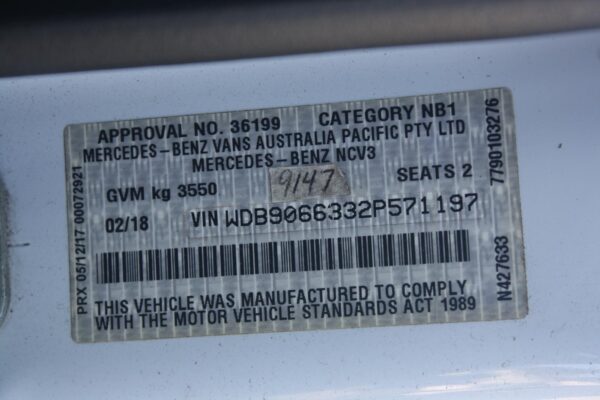 APPROVAL NO. 36199 CATEGORY NB1
MERCEDES-BENZ VANS AUSTRALIA PACIFIC PTY LTD
MERCEDES-BENZ NCV3
GVM kg 3550 9147 SEATS 2
02/18 VIN WDB9066332P571197
THIS VEHICLE WAS MANUFACTURED TO COMPLY
WITH THE MOTOR VEHICLE STANDARDS ACT 1989
PRX 05/12/17 00072921
N427633 7790103276